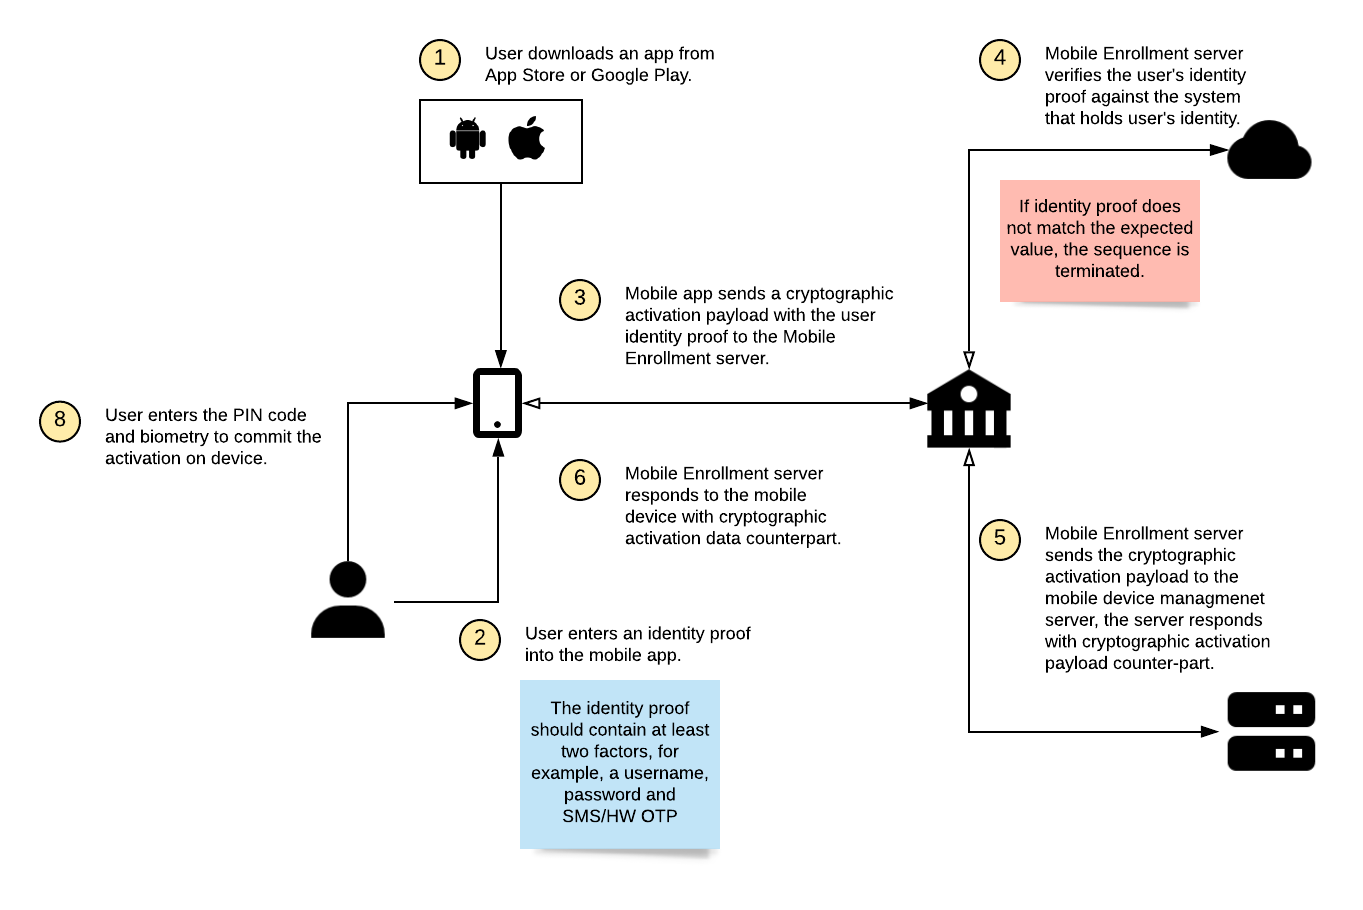 1
User downloads an app from
App Store or Google Play.
4
Mobile Enrollment server
verifies the user's identity
proof against the system
that holds user's identity.
If identity proof does
not match the expected
value, the sequence is
terminated.
3
Mobile app sends a cryptographic
activation payload with the user
identity proof to the Mobile
Enrollment server.
8
User enters the PIN code
and biometry to commit the
activation on device.
6
Mobile Enrollment server
responds to the mobile
device with cryptographic
activation data counterpart.
5
Mobile Enrollment server
sends the cryptographic
activation payload to the
mobile device managmenet
server, the server responds
with cryptographic activation
payload counter-part.
2
User enters an identity proof
into the mobile app.
The identity proof
should contain at least
two factors, for
example, a username,
password and
SMS/HW OTP